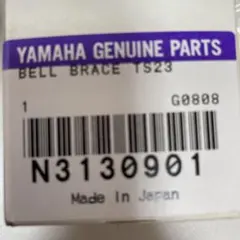 YAMAHA GENUINE PARTS
BELL BRACE TS23
1 G0808
N3130901
Made In Japan